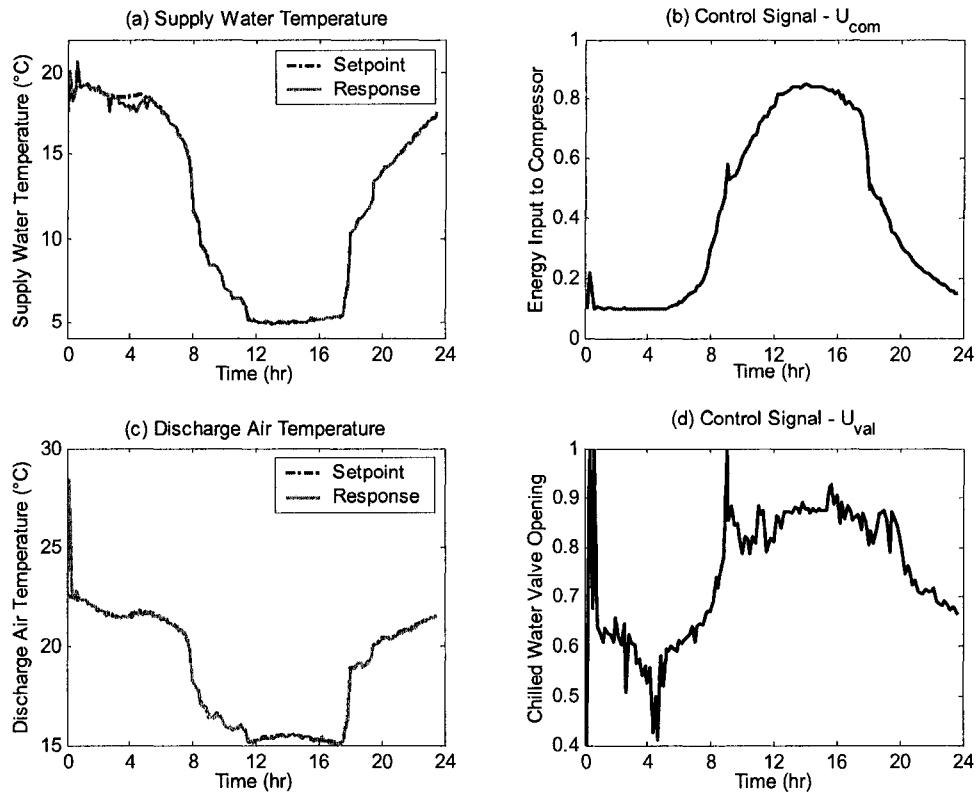 (a) Supply Water Temperature
Supply Water Temperature (°C)
20
15
10
5
Setpoint
Response
0 4 8 12 16 20 24
Time (hr)
(b) Control Signal - U_com
Energy Input to Compressor
1
0.8
0.6
0.4
0.2
0
0 4 8 12 16 20 24
Time (hr)
(c) Discharge Air Temperature
Discharge Air Temperature (°C)
30
25
20
15
Setpoint
Response
0 4 8 12 16 20 24
Time (hr)
(d) Control Signal - U_val
Chilled Water Valve Opening
1
0.9
0.8
0.7
0.6
0.5
0.4
0 4 8 12 16 20 24
Time (hr)